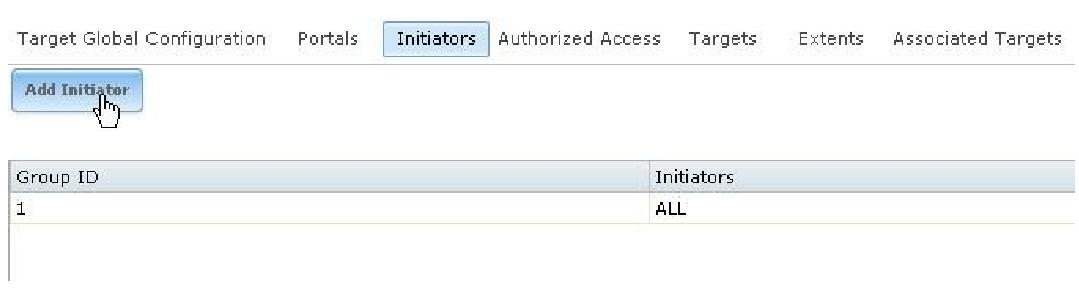 Target Global Configuration Portals Initiators Authorized Access Targets Extents Associated Targets
Add Initiator
Group ID Initiators
1 ALL